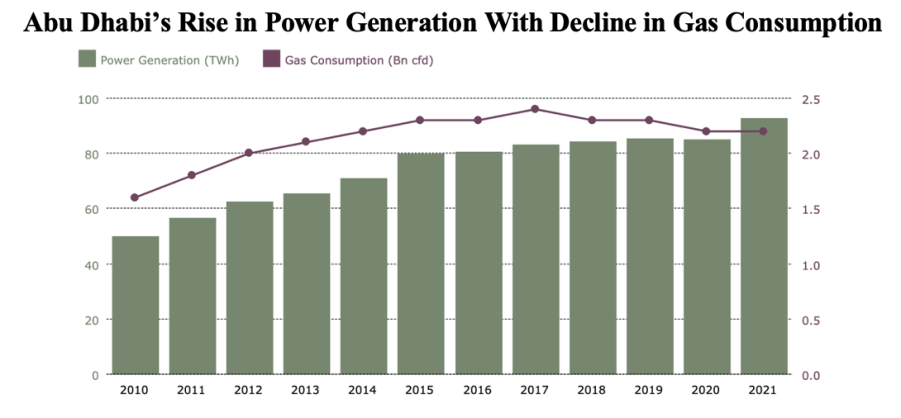 Abu Dhabi’s Rise in Power Generation With Decline in Gas Consumption
Power Generation (TWh) Gas Consumption (Bn cfd)
100 2.5
80 2.0
60 1.5
40 1.0
20 0.5
0 0.0
2010 2011 2012 2013 2014 2015 2016 2017 2018 2019 2020 2021